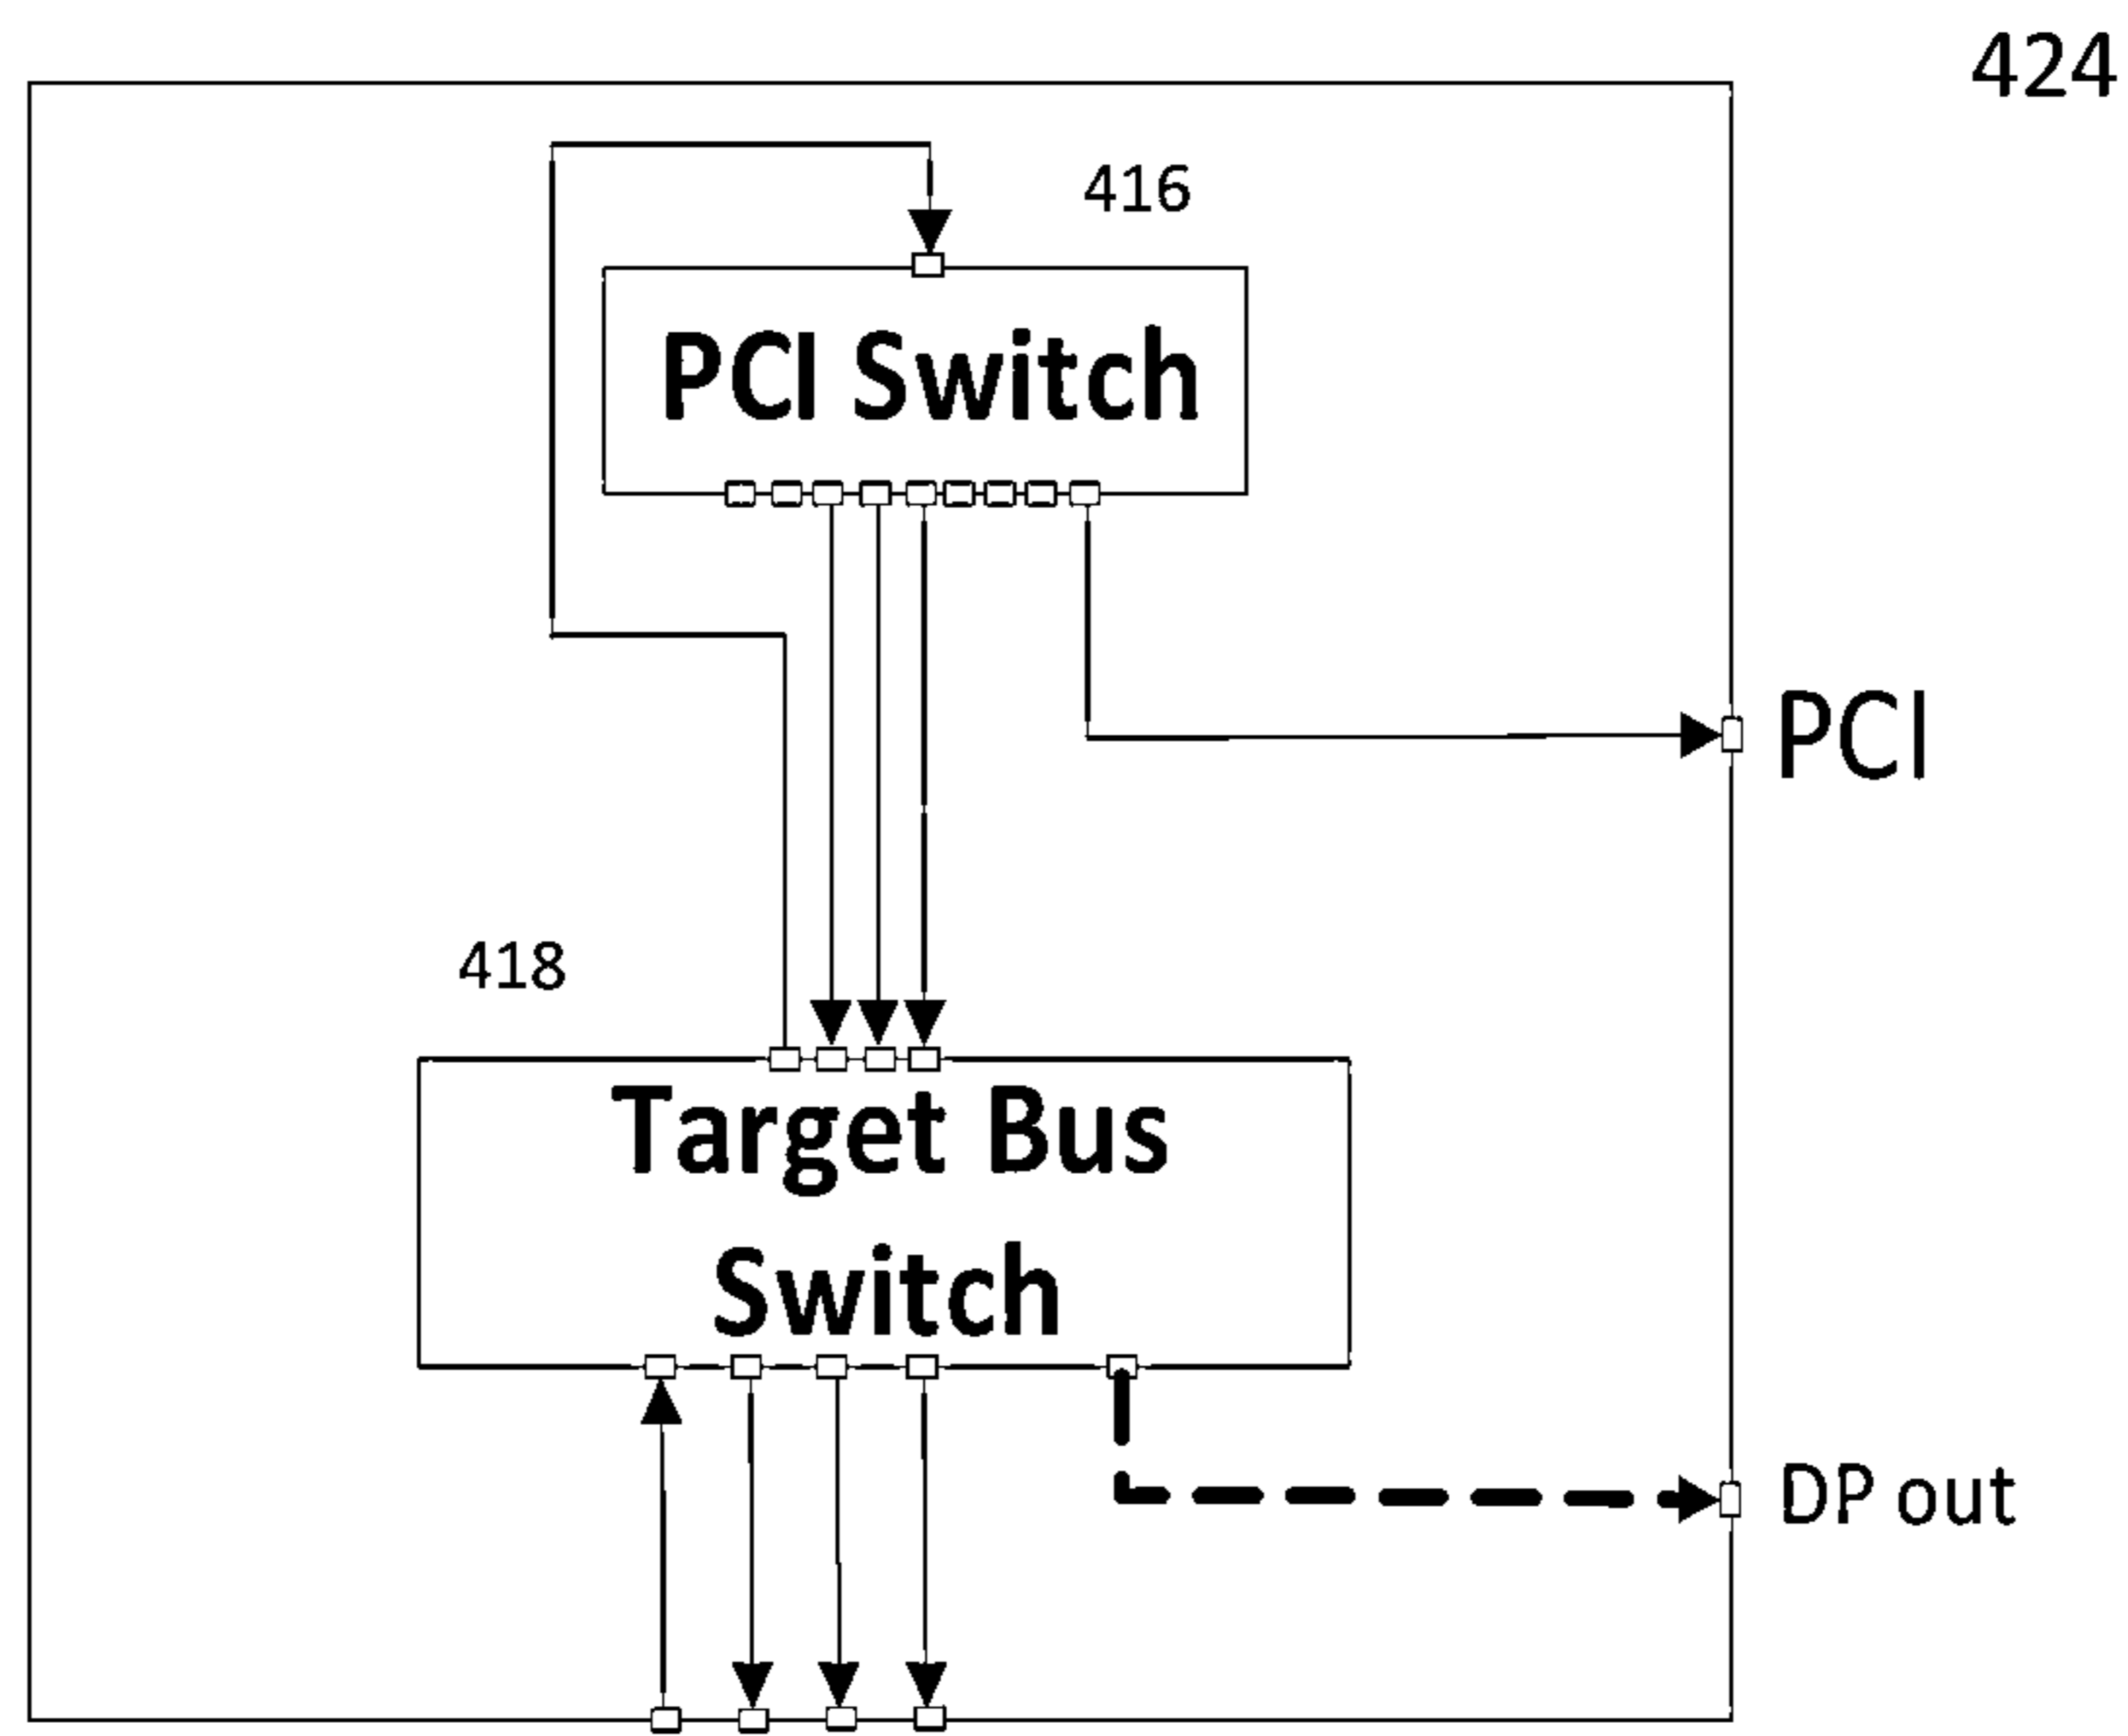 424
416
PCI Switch
PCI
418
Target Bus
Switch
DP out